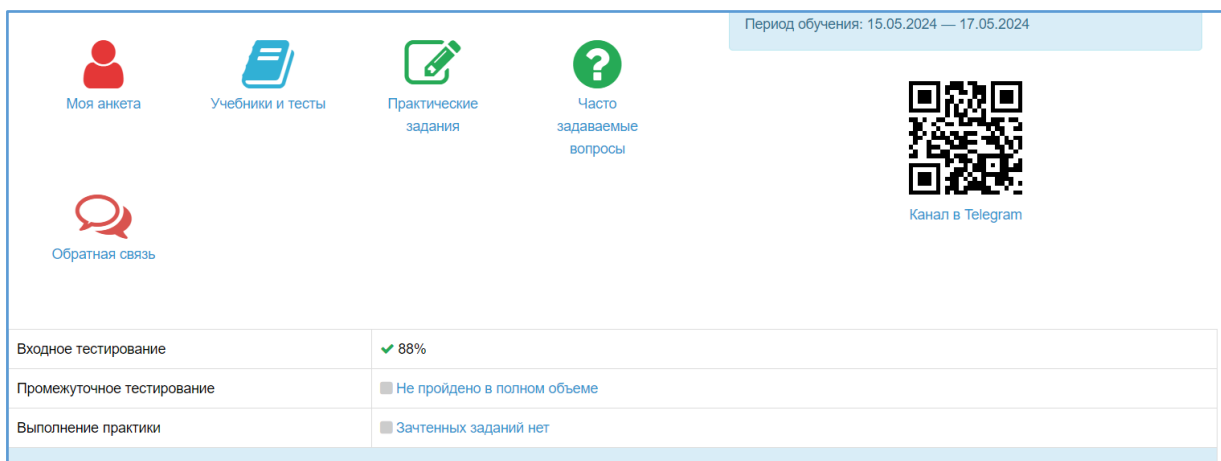 Период обучения: 15.05.2024 — 17.05.2024
Моя анкета
Учебники и тесты
Практические
задания
Часто
задаваемые
вопросы
Канал в Telegram
Обратная связь
Входное тестирование 88%
Промежуточное тестирование Не пройдено в полном объеме
Выполнение практики Зачтенных заданий нет